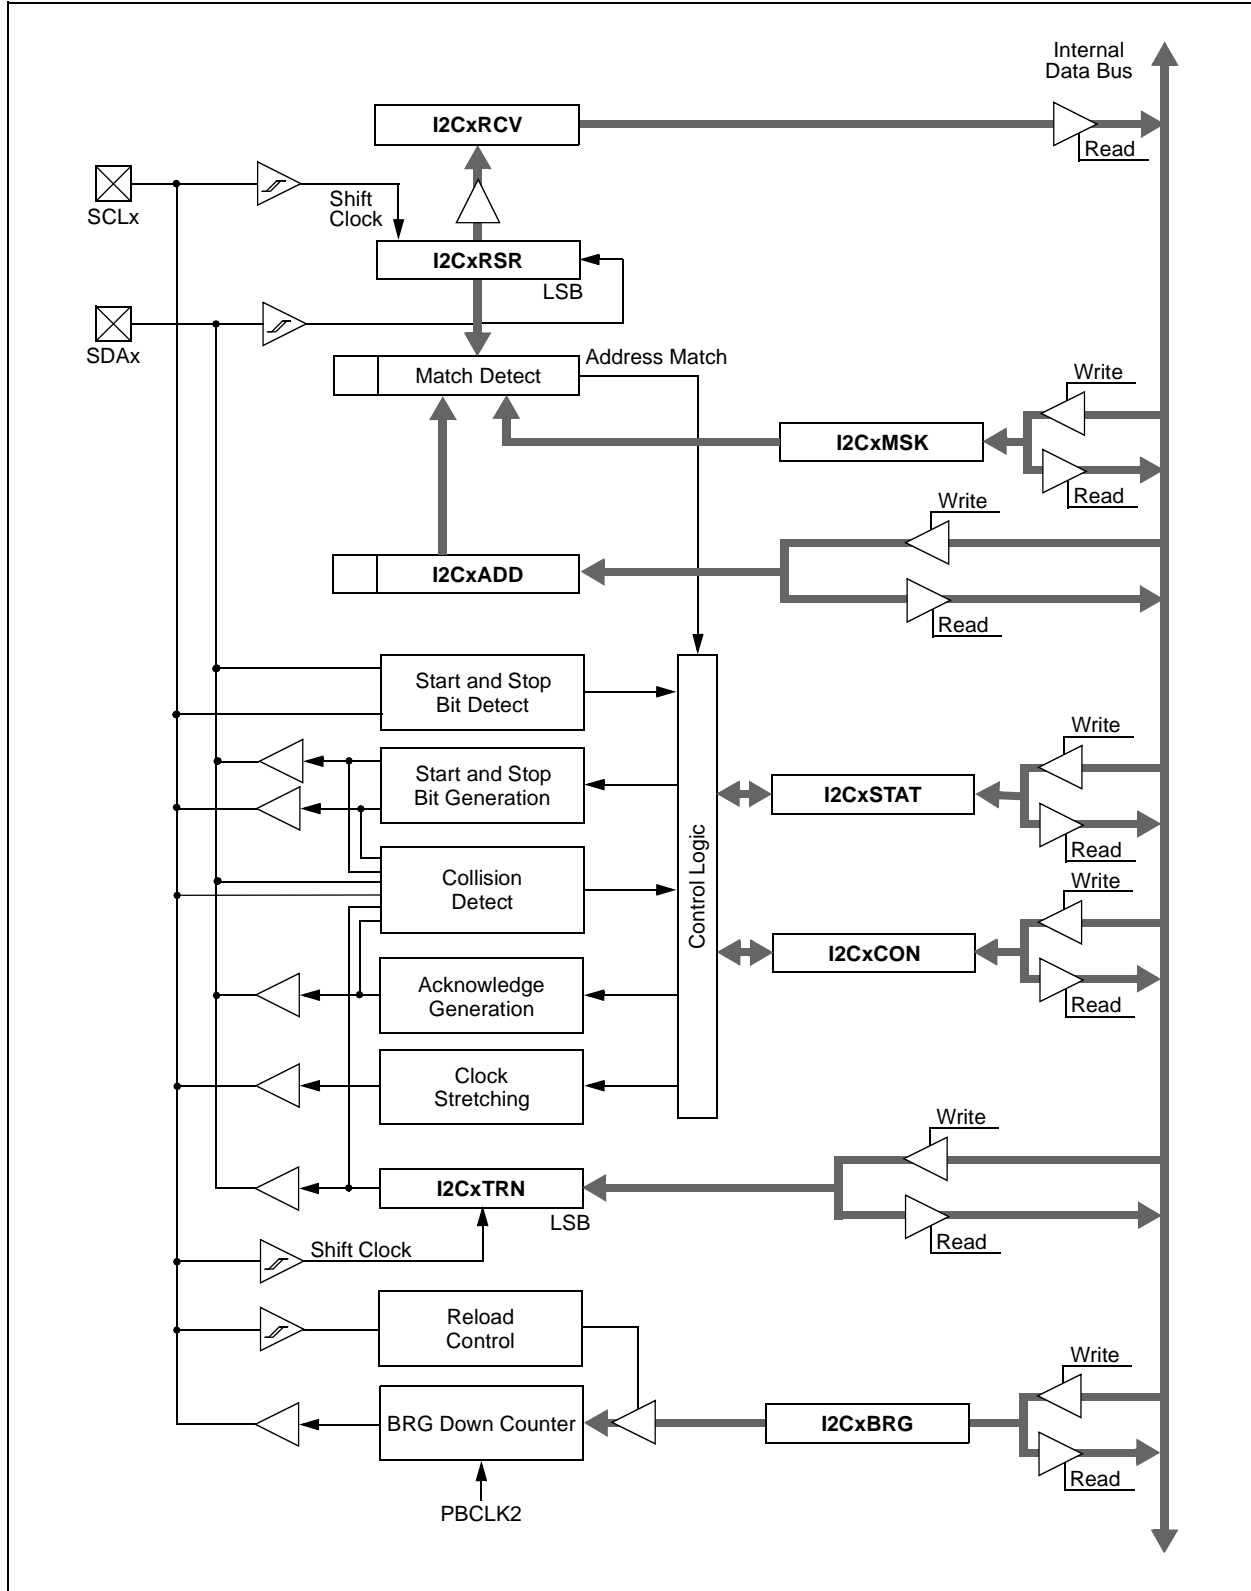 Internal
Data Bus
I2CxRCV
Read
SCLx
Shift
Clock
I2CxRSR
LSB
SDAx
Address Match
Match Detect
Write
I2CxMSK
Read
Write
I2CxADD
Read
Start and Stop
Bit Detect
Write
Start and Stop
Bit Generation
I2CxSTAT
Read
Control Logic
Collision
Detect
Write
I2CxCON
Read
Acknowledge
Generation
Clock
Stretching
Write
I2CxTRN
LSB
Read
Shift Clock
Reload
Control
Write
BRG Down Counter
I2CxBRG
Read
PBCLK2